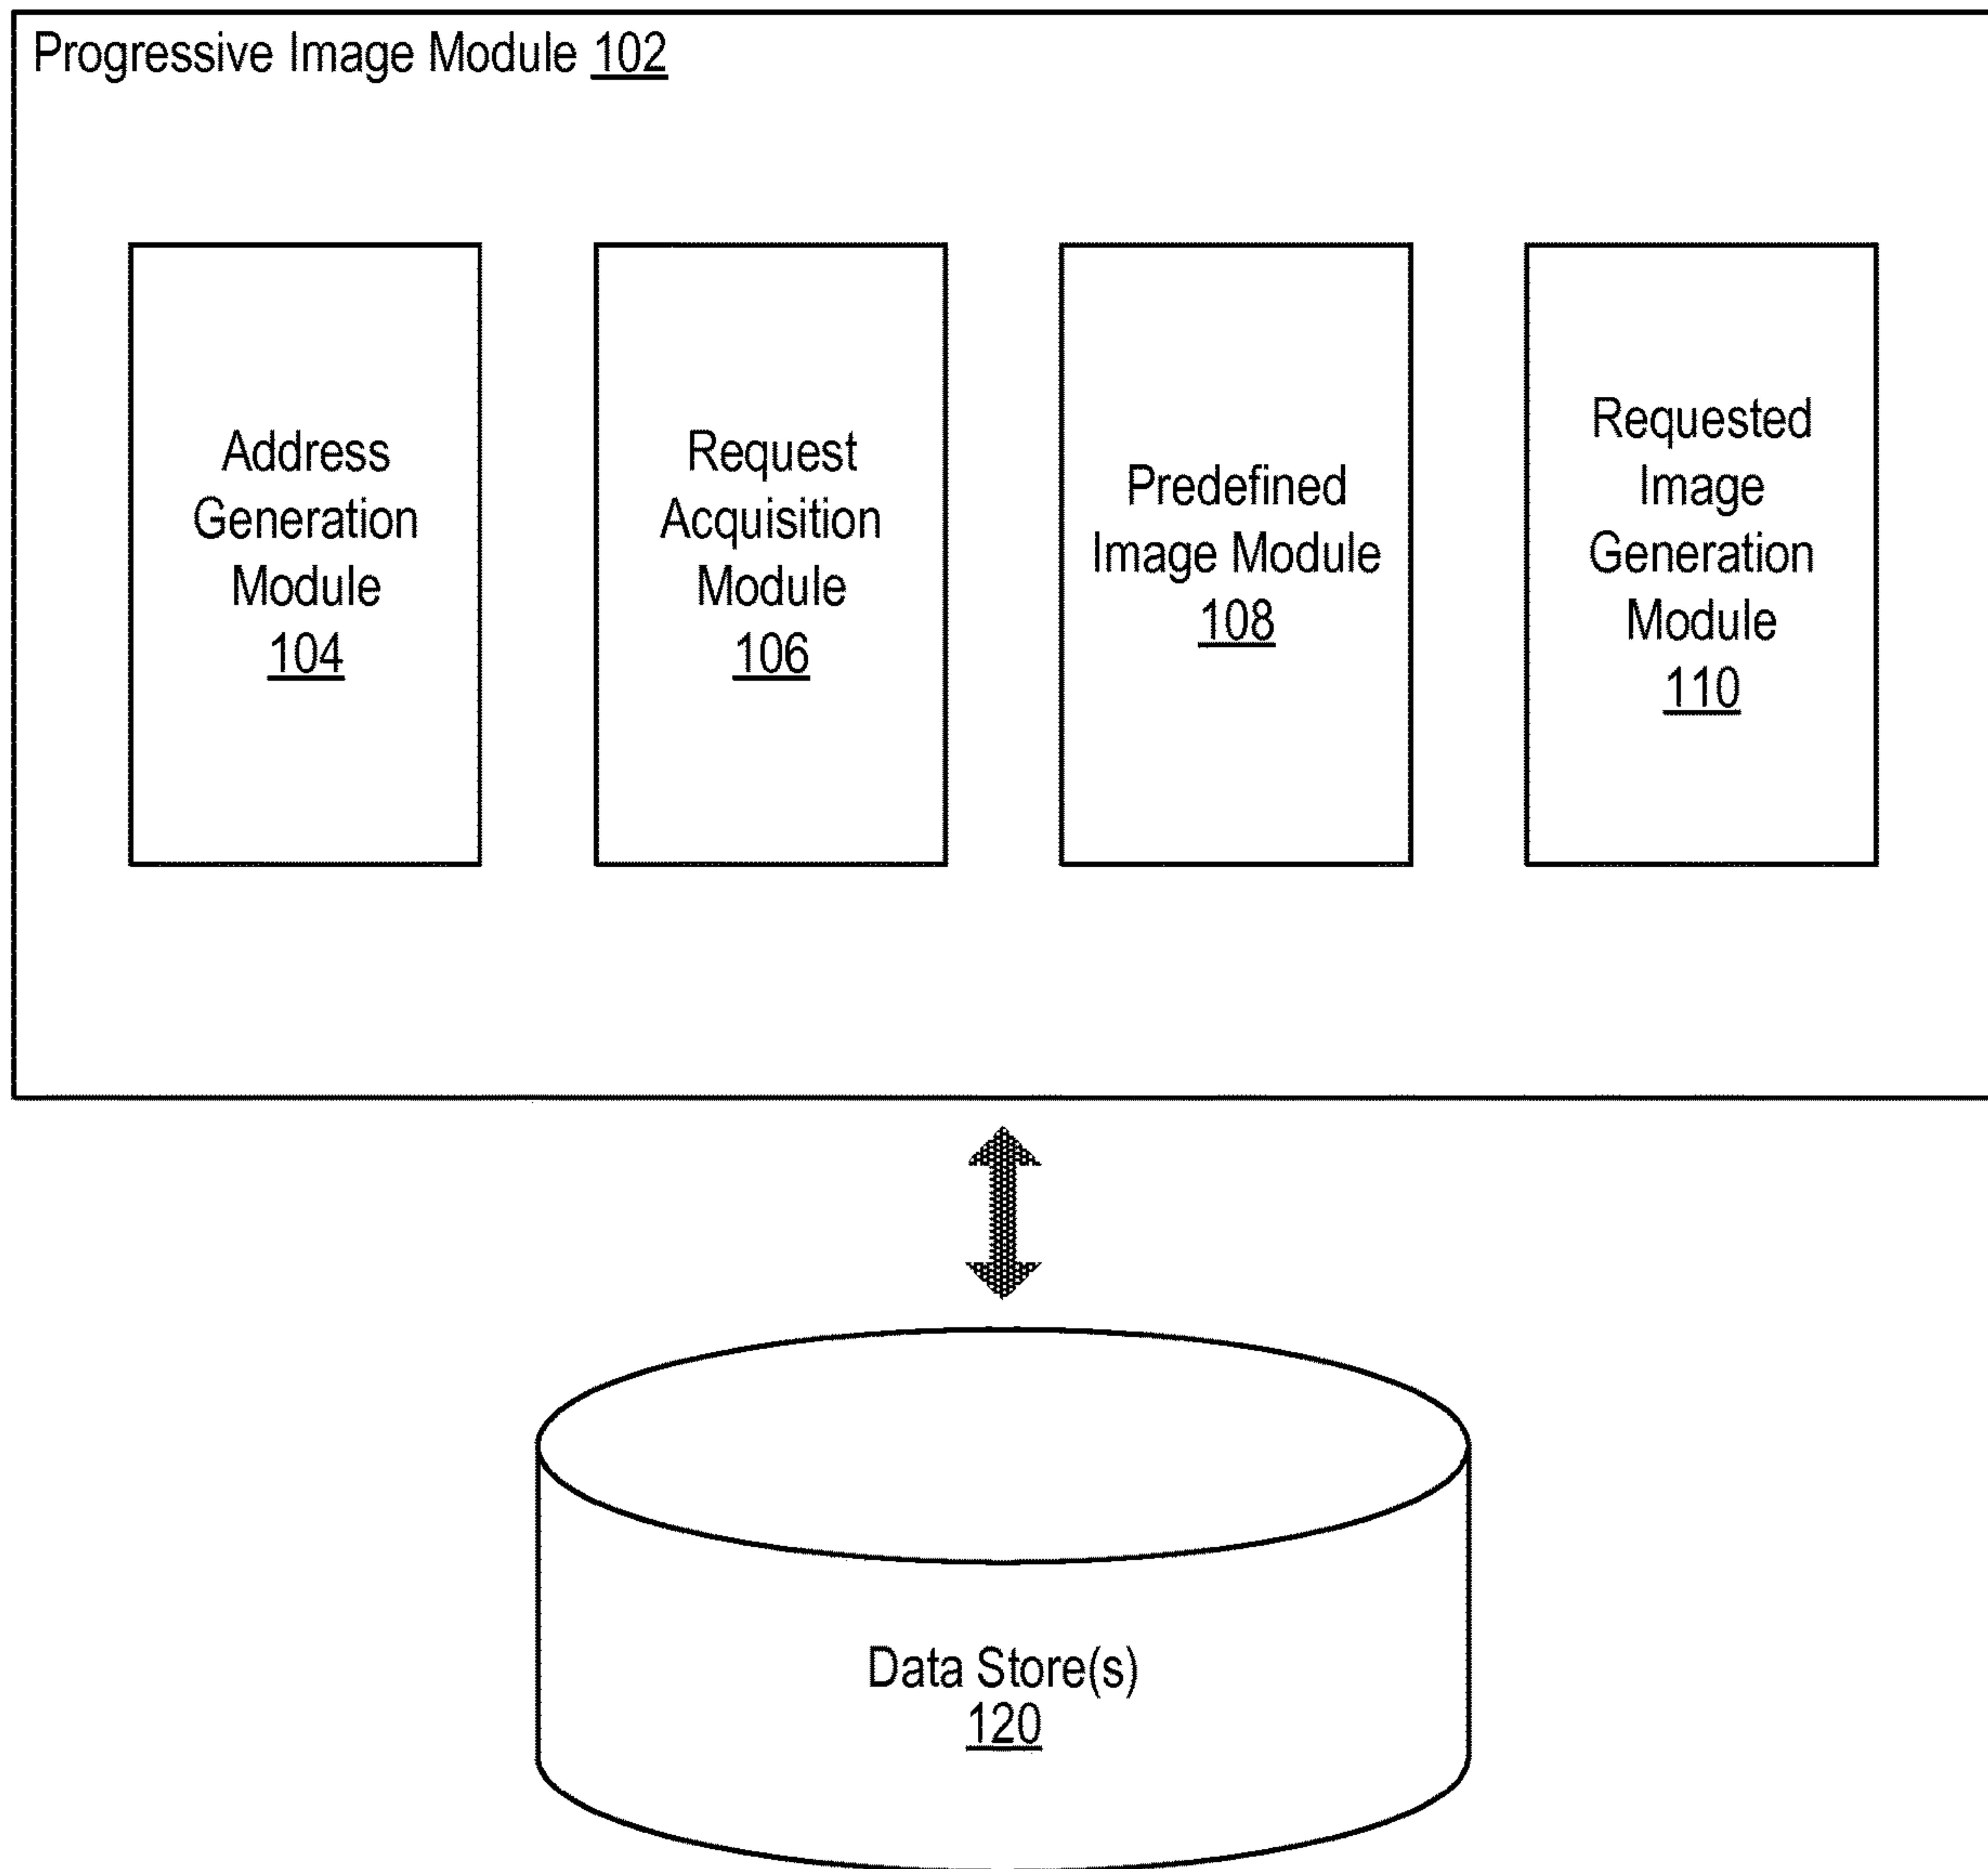 Progressive Image Module 102
Address
Generation
Module
104
Request
Acquisition
Module
106
Predefined
Image Module
108
Requested
Image
Generation
Module
110
Data Store(s)
120